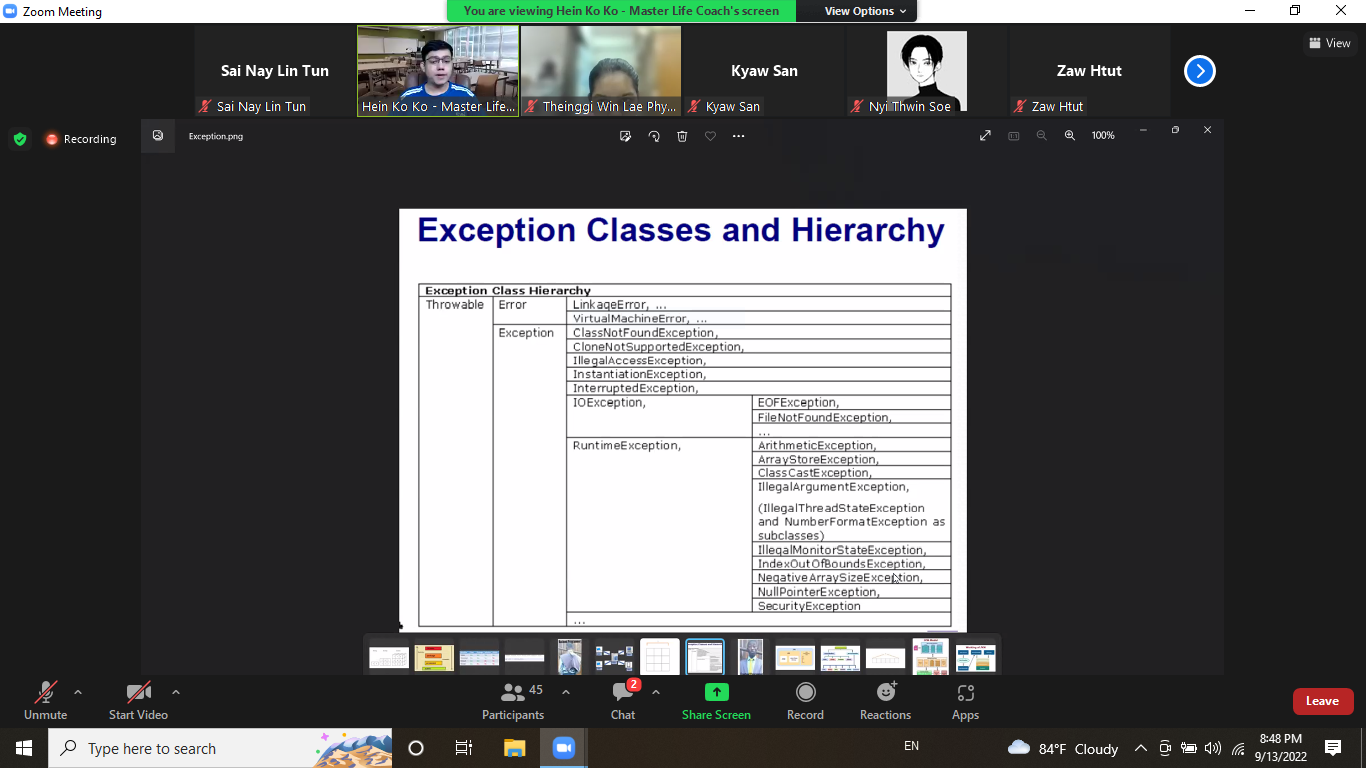 Zoom Meeting
You are viewing Hein Ko Ko - Master Life Coach's screen
View Options
View
Sai Nay Lin Tun
Kyaw San
Zaw Htut
Sai Nay Lin Tun
Hein Ko Ko - Master Life...
Theinggi Win Lae Phy...
Kyaw San
Nyi Thwin Soe
Zaw Htut
Recording
Exception.png
100%
Exception Classes and Hierarchy
Exception Class Hierarchy
Throwable
Error
LinkageError, ...
VirtualMachineError, ...
Exception
ClassNotFoundException,
CloneNotSupportedException,
IllegalAccessException,
InstantiationException,
InterruptedException,
IOException,
EOFException,
FileNotFoundException,
...
RuntimeException,
ArithmeticException,
ArrayStoreException,
ClassCastException,
IllegalArgumentException,
(IllegalThreadStateException
and NumberFormatException as
subclasses)
IllegalMonitorStateException,
IndexOutOfBoundsException,
NegativeArraySizeException,
NullPointerException,
SecurityException
...
Unmute
Start Video
45
Participants
2
Chat
Share Screen
Record
Reactions
Apps
Leave
Type here to search
EN
84°F Cloudy
8:48 PM
9/13/2022